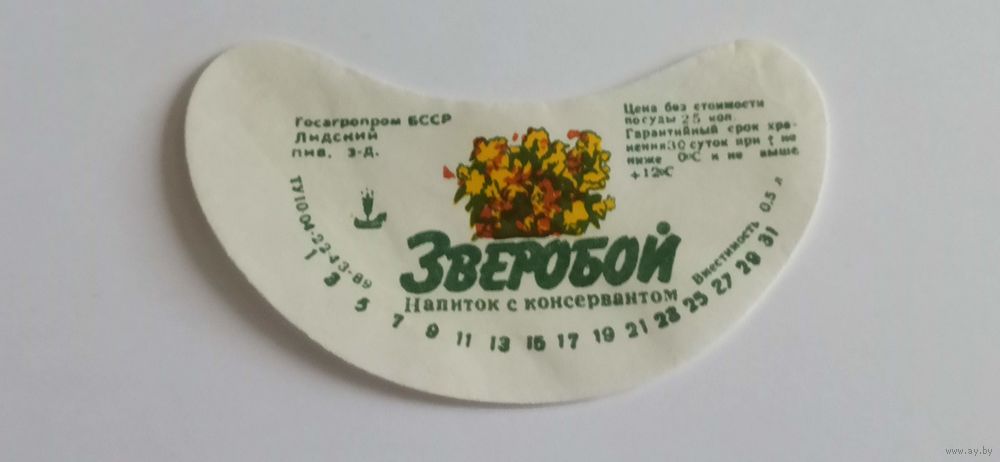 Госагропром БССР
Лидский
пив. з-д.
Цена без стоимости
посуды 25 коп.
Гарантийный срок хра-
нения 30 суток при t не
ниже 0°С и не выше
+12°С
ТУ10-04-22-43-89
ЗВЕРОБОЙ
Напиток с консервантом
Вместимость 0,5 л
1 3 5 7 9 11 13 15 17 19 21 28 25 27 29 31
www.ay.by